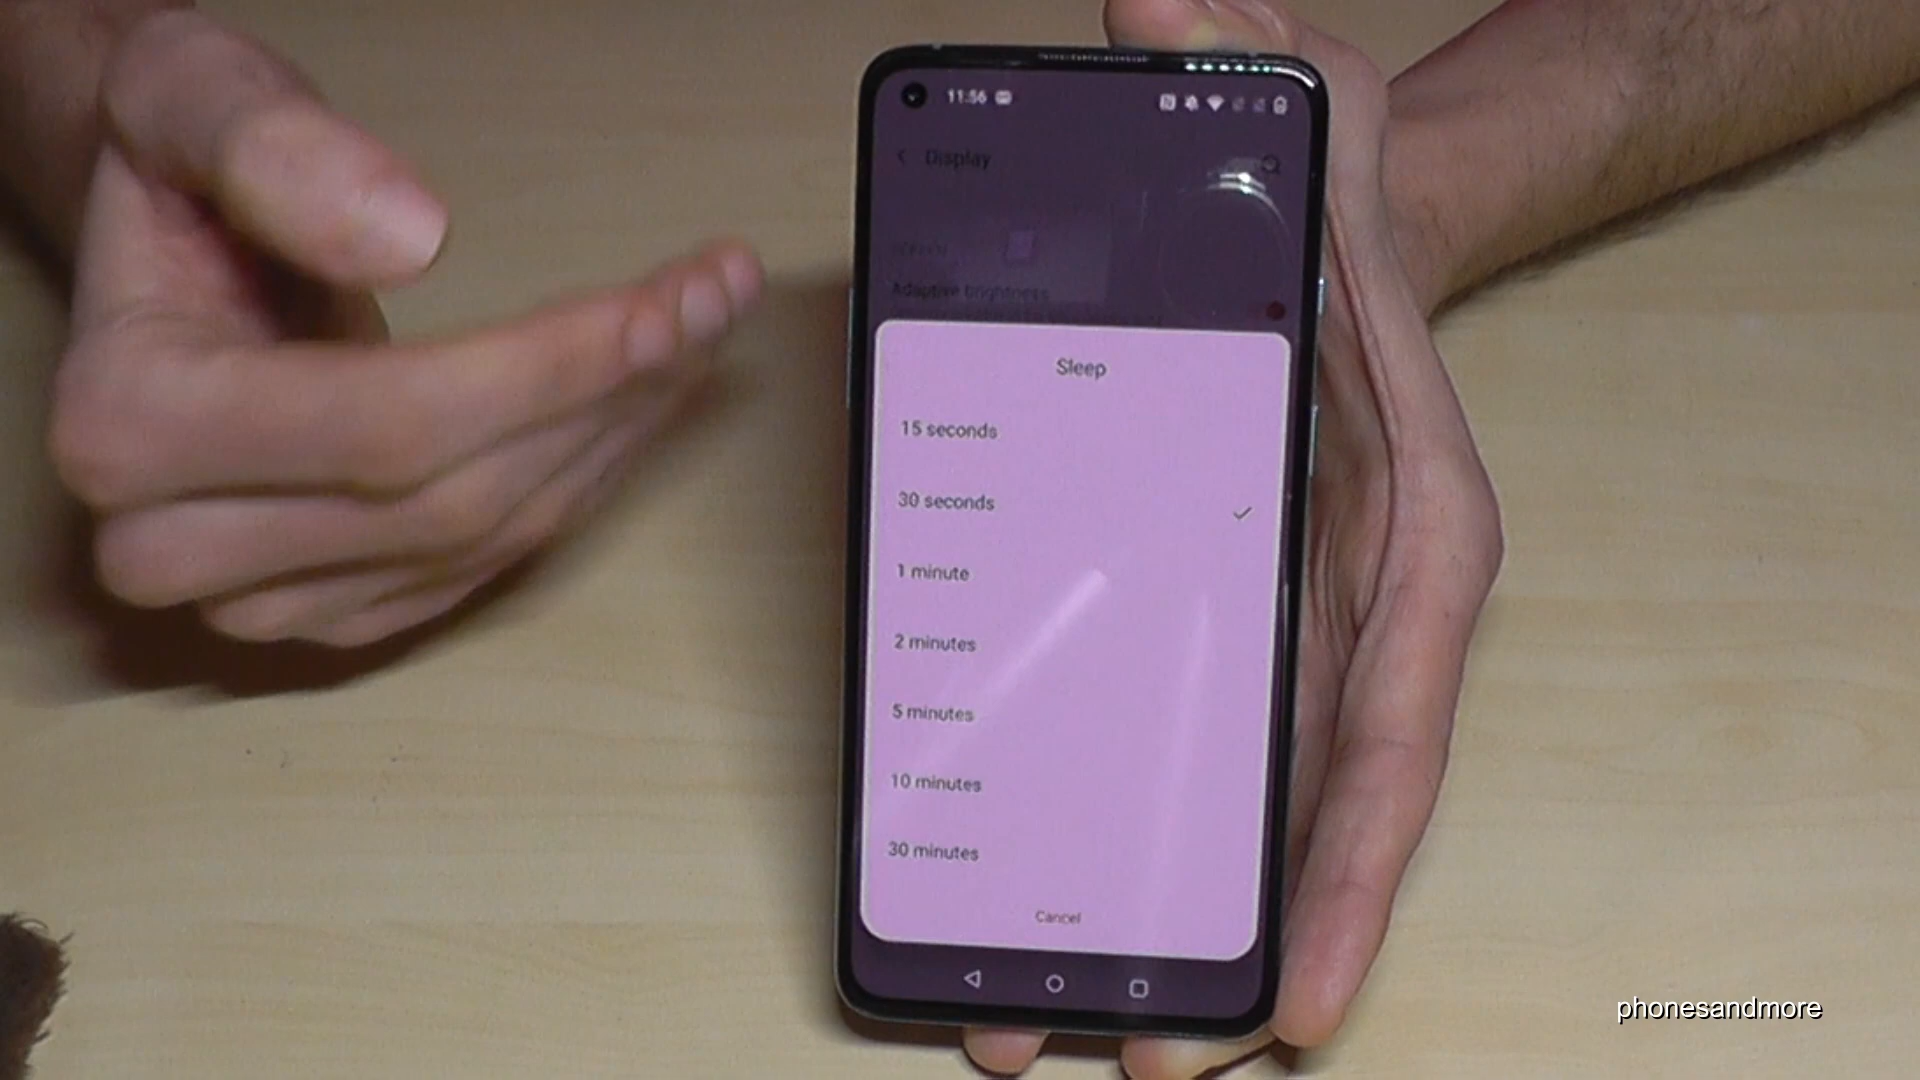 11:56
Display
Adaptive brightness
Sleep
15 seconds
30 seconds
1 minute
2 minutes
5 minutes
10 minutes
30 minutes
Cancel
phonesandmore